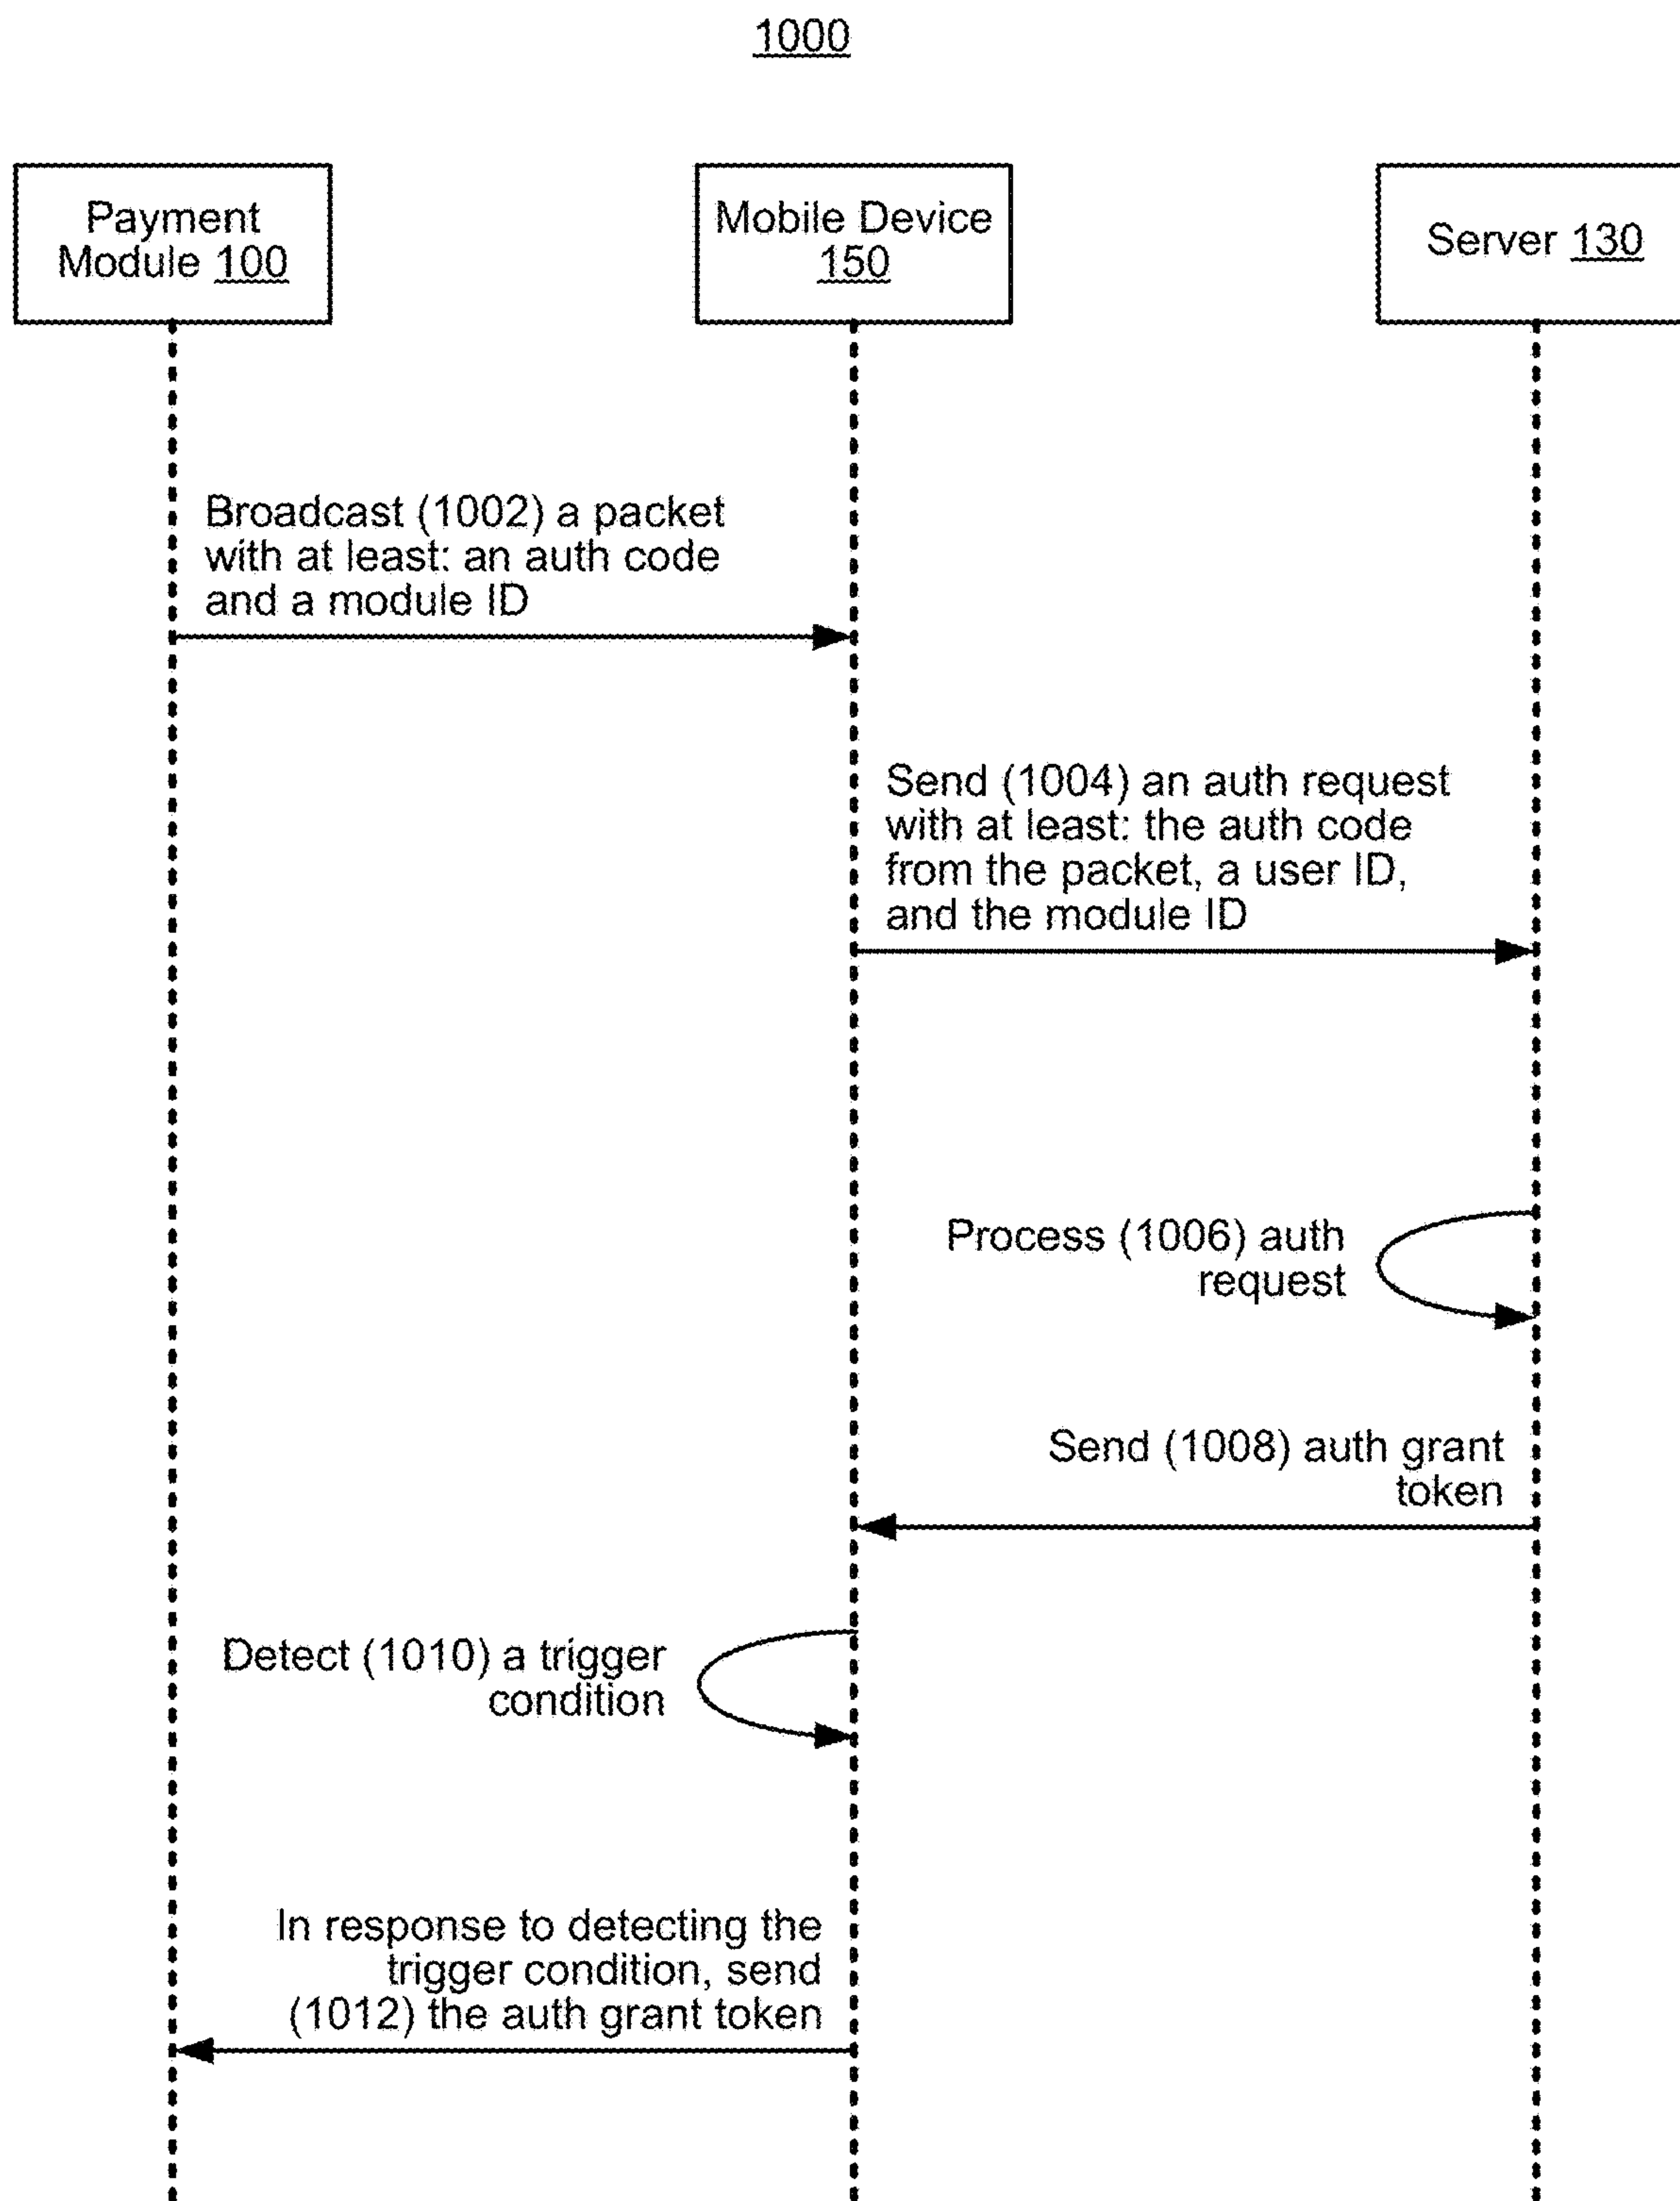 1000
Payment
Module 100
Mobile Device
150
Server 130
Broadcast (1002) a packet
with at least: an auth code
and a module ID
Send (1004) an auth request
with at least: the auth code
from the packet, a user ID,
and the module ID
Process (1006) auth
request
Send (1008) auth grant
token
Detect (1010) a trigger
condition
In response to detecting the
trigger condition, send
(1012) the auth grant token